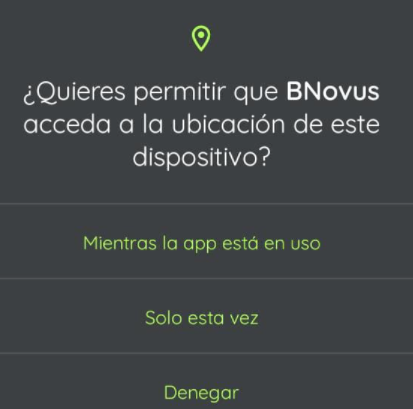 ¿Quieres permitir que BNovus
acceda a la ubicación de este
dispositivo?
Mientras la app está en uso
Solo esta vez
Denegar